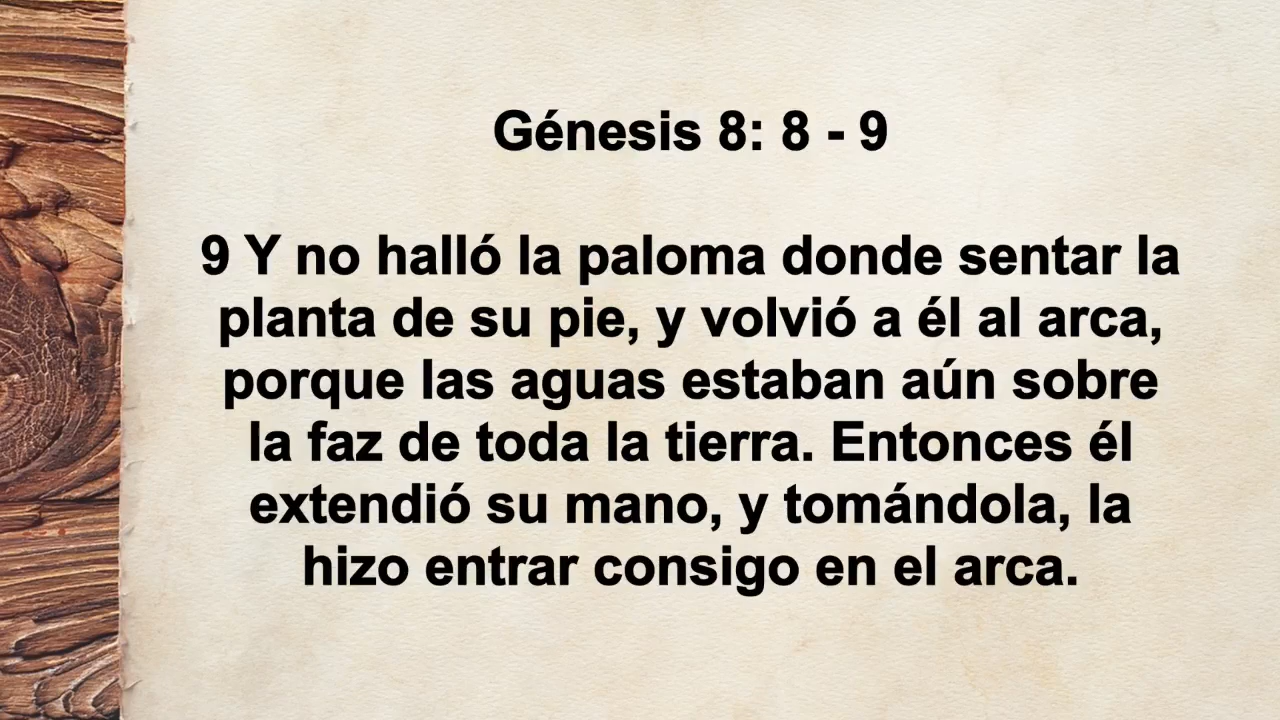 Génesis 8: 8 - 9
9 Y no halló la paloma donde sentar la
planta de su pie, y volvió a él al arca,
porque las aguas estaban aún sobre
la faz de toda la tierra. Entonces él
extendió su mano, y tomándola, la
hizo entrar consigo en el arca.